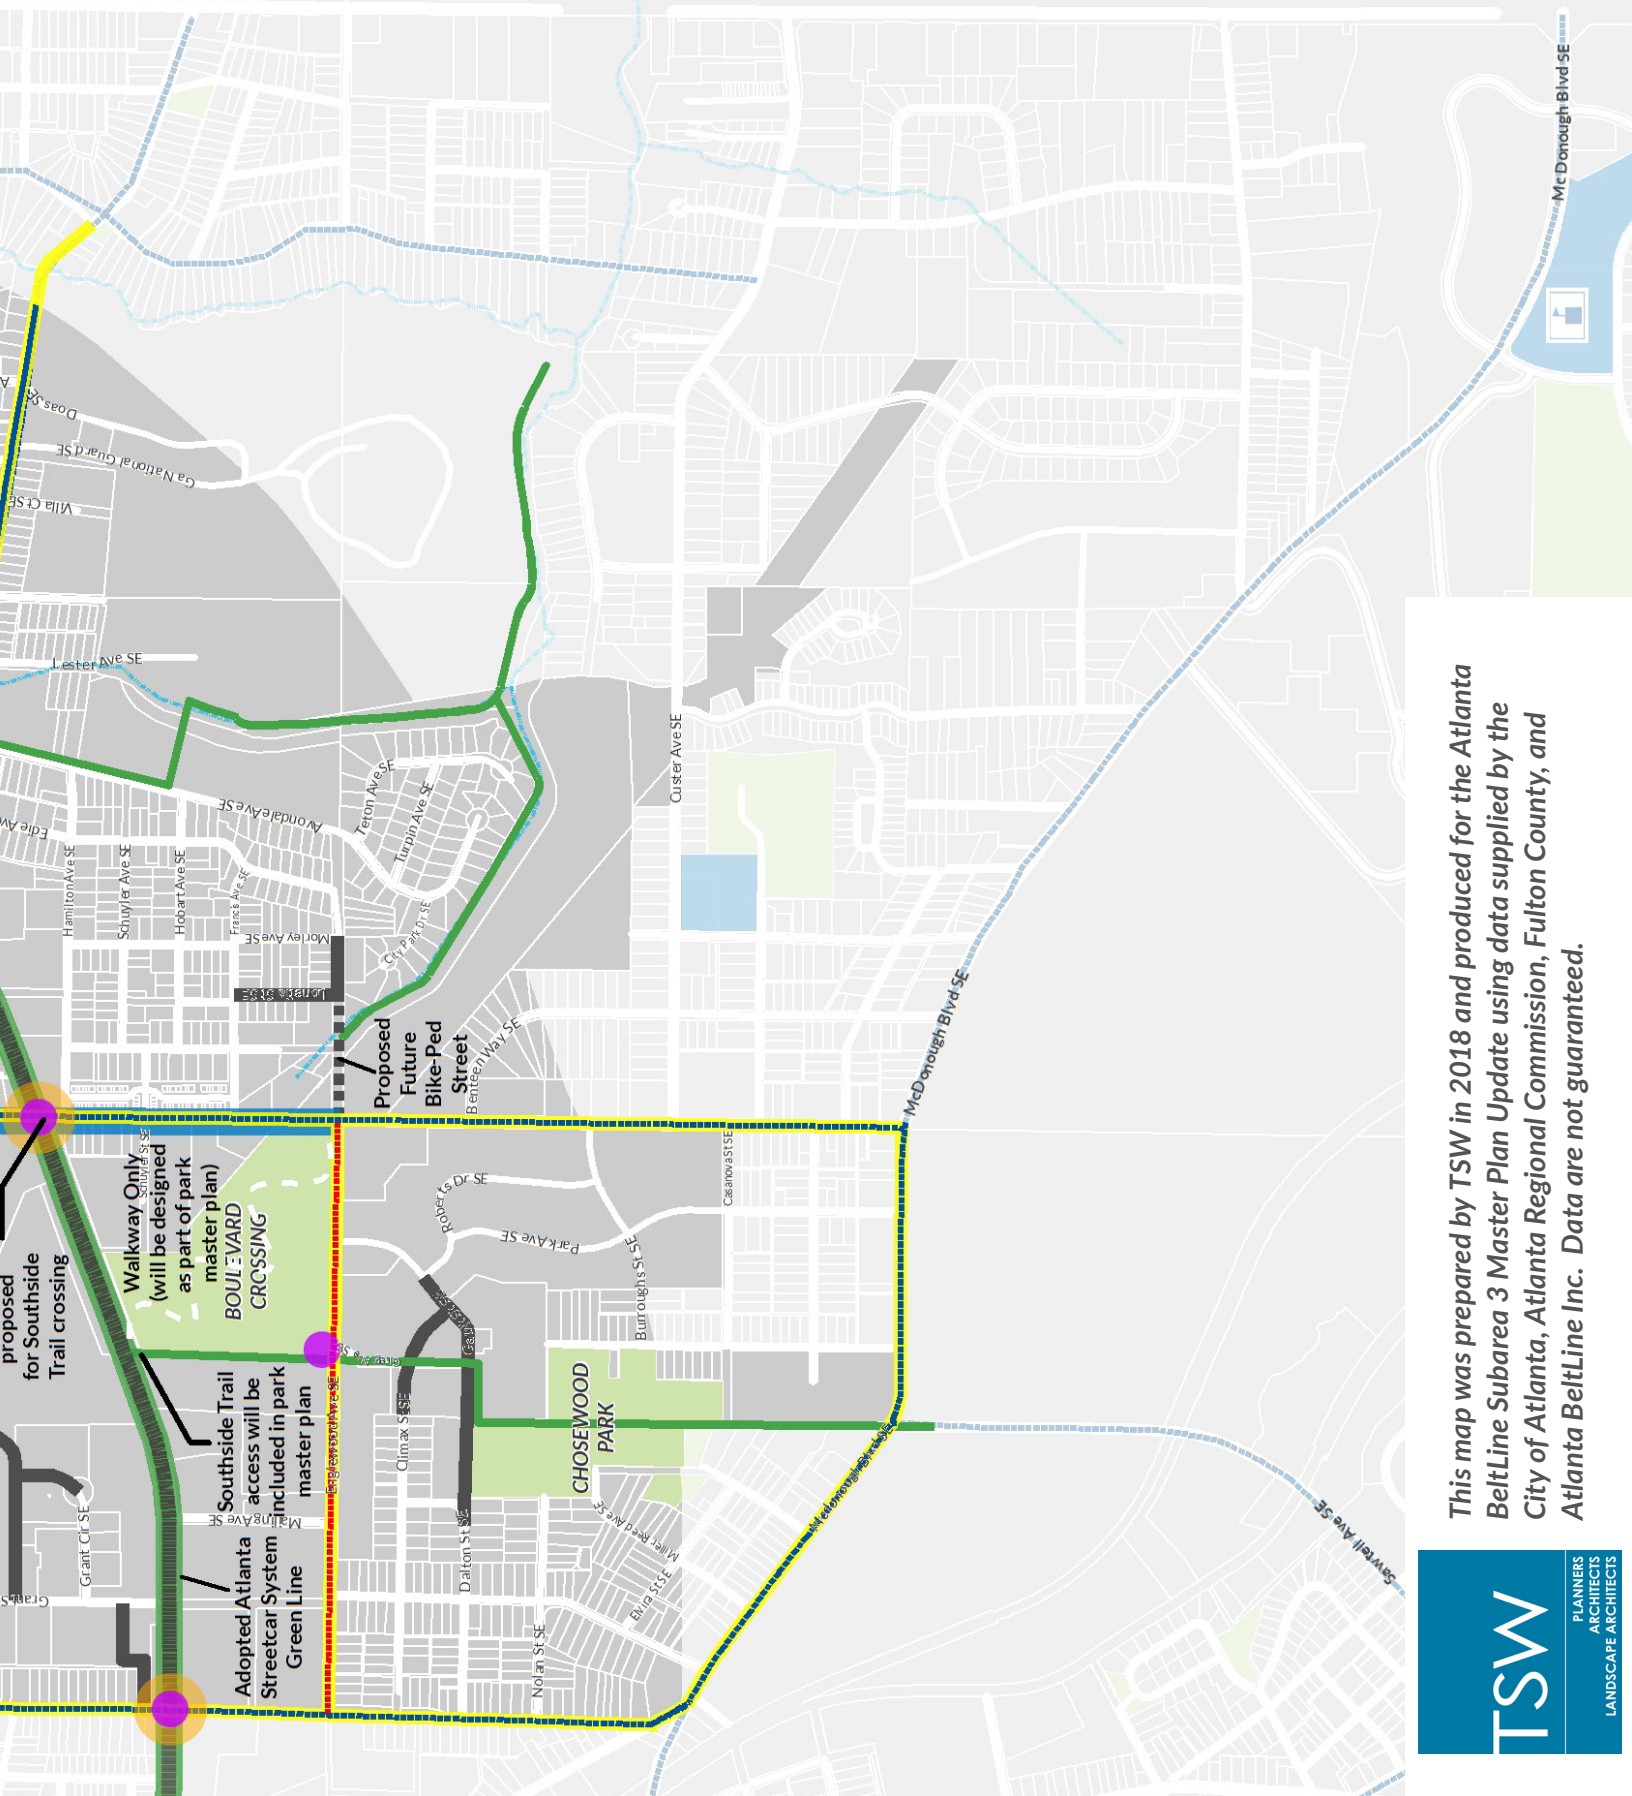 Mc Donough Blvd SE
Doas SE
Ga National Guard SE
Villa Ct SE
Lester Ave SE
Edie Ave
Avondale Ave SE
Teton Ave SE
Turpin Ave SE
Custer Ave SE
Hamilton Ave SE
Schuyler Ave SE
Hobart Ave SE
Francis Ave SE
Morley Ave SE
City Park Dr SE
Benteen Way SE
Proposed
Future
Bike-Ped
Street
McDonough Blvd SE
proposed
for Southside
Trail crossing
Schuyler St SE
Walkway Only
(will be designed
as part of park
master plan)
BOULEVARD
CROSSING
Roberts Dr SE
Park Ave SE
Casanova St SE
Burroughs St SE
Southside Trail
access will be
included in park
master plan
Englewood Ave SE
Climax St SE
CHOSEWOOD
PARK
Grant Cir SE
Grant St
Malling Ave SE
Adopted Atlanta
Streetcar System
Green Line
Dalton St SE
Nolan St SE
Miller Reed Ave SE
Elvira St SE
Sawtell Ave SE
This map was prepared by TSW in 2018 and produced for the Atlanta
BeltLine Subarea 3 Master Plan Update using data supplied by the
City of Atlanta, Atlanta Regional Commission, Fulton County, and
Atlanta BeltLine Inc.  Data are not guaranteed.
TSW
PLANNERS
ARCHITECTS
LANDSCAPE ARCHITECTS